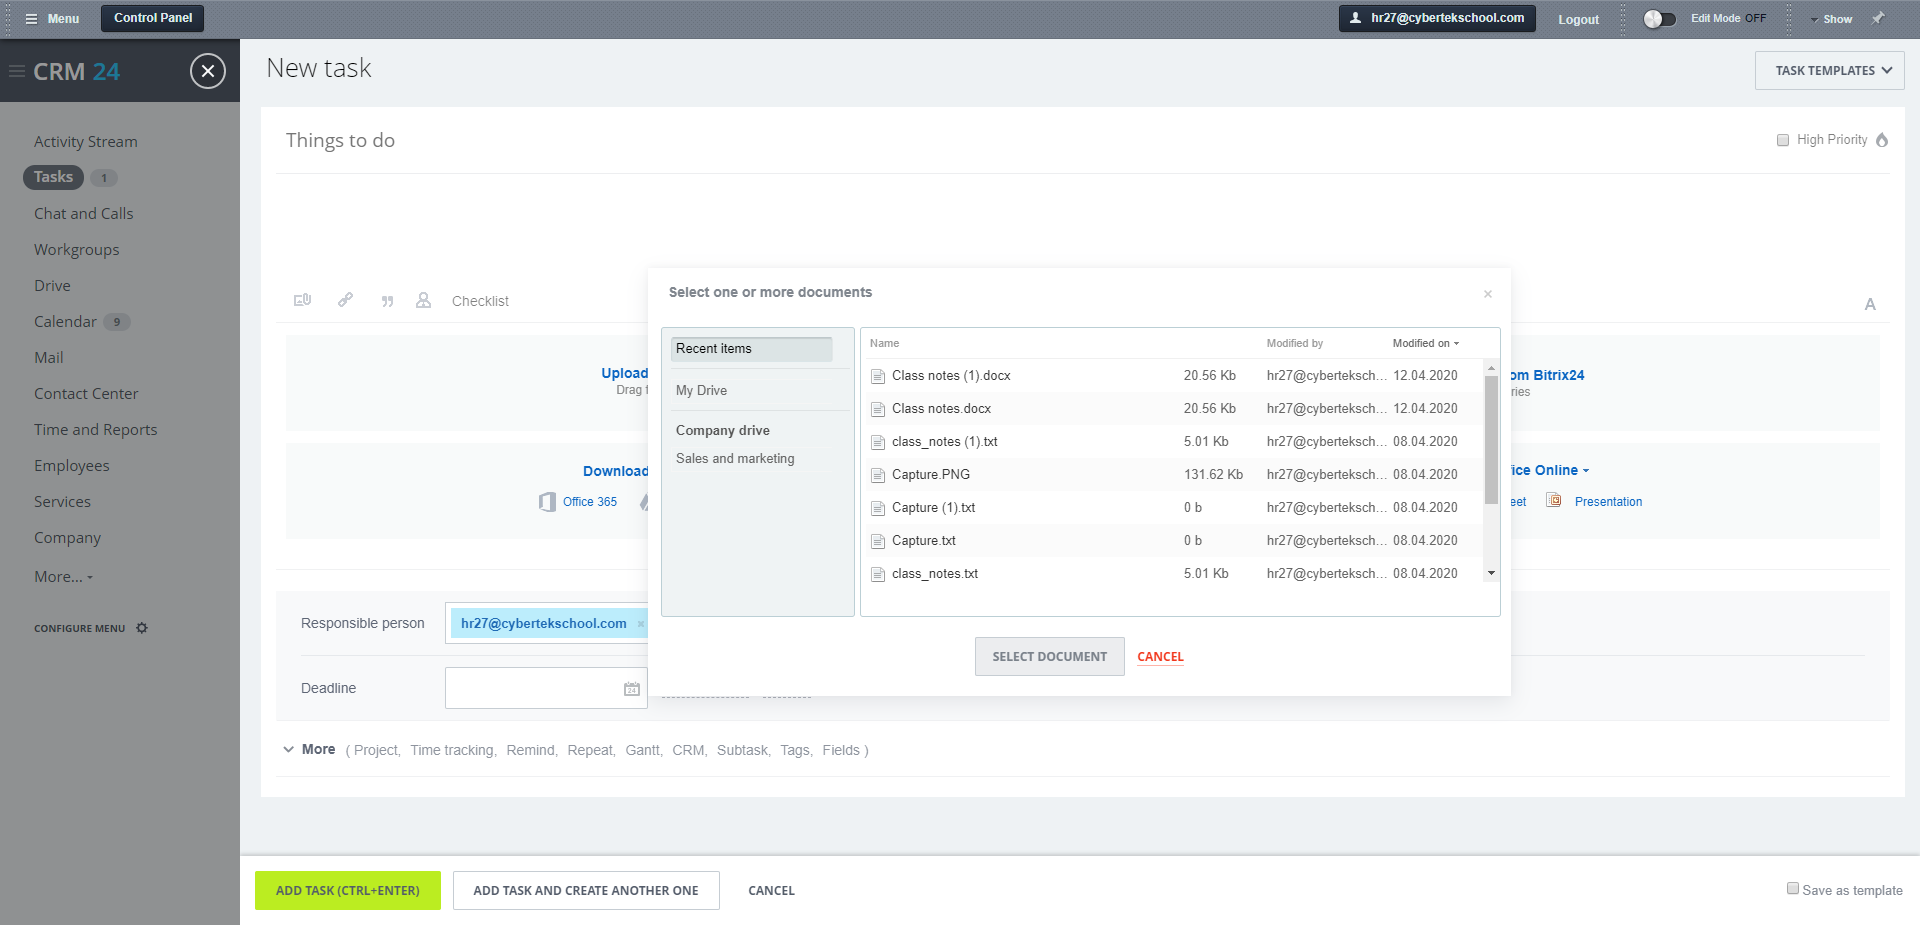 Menu
Control Panel
hr27@cybertekschool.com
Logout
Edit Mode OFF
Show
CRM 24
New task
TASK TEMPLATES
Activity Stream
Tasks 1
Chat and Calls
Workgroups
Drive
Calendar 9
Mail
Contact Center
Time and Reports
Employees
Services
Company
More...
CONFIGURE MENU
Things to do
High Priority
Checklist
A
Upload
Drag
om Bitrix24
ries
Download
Office 365
ice Online
eet
Presentation
Select one or more documents
Recent items
My Drive
Company drive
Sales and marketing
Name Modified by Modified on
Class notes (1).docx 20.56 Kb hr27@cyberteksch... 12.04.2020
Class notes.docx 20.56 Kb hr27@cyberteksch... 12.04.2020
class_notes (1).txt 5.01 Kb hr27@cyberteksch... 08.04.2020
Capture.PNG 131.62 Kb hr27@cyberteksch... 08.04.2020
Capture (1).txt 0 b hr27@cyberteksch... 08.04.2020
Capture.txt 0 b hr27@cyberteksch... 08.04.2020
class_notes.txt 5.01 Kb hr27@cyberteksch... 08.04.2020
SELECT DOCUMENT
CANCEL
Responsible person
hr27@cybertekschool.com
Deadline
24
More ( Project, Time tracking, Remind, Repeat, Gantt, CRM, Subtask, Tags, Fields )
ADD TASK (CTRL+ENTER)
ADD TASK AND CREATE ANOTHER ONE
CANCEL
Save as template